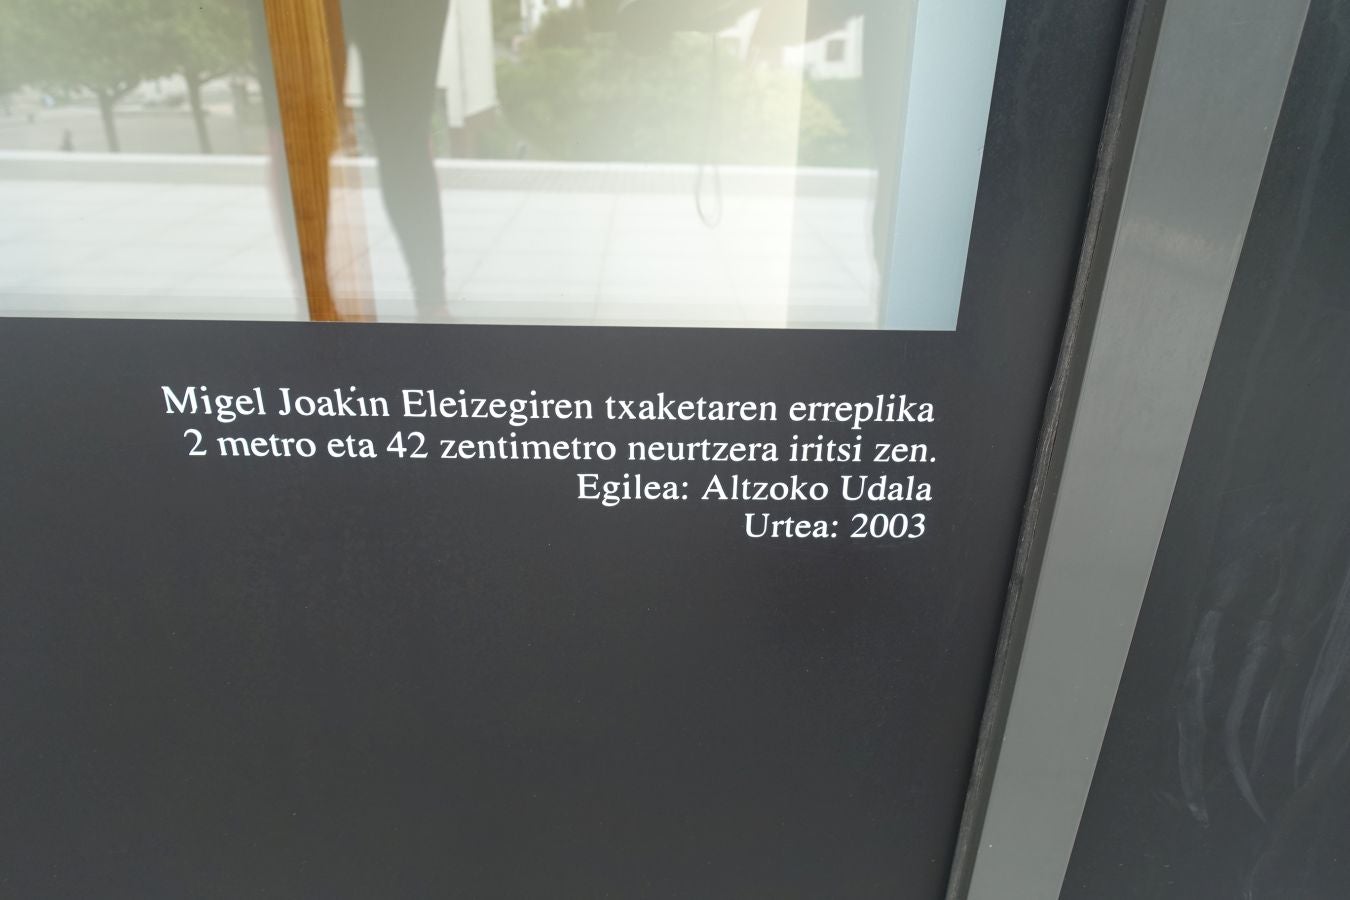 Migel Joakin Eleizegiren txaketaren erreplika
2 metro eta 42 zentimetro neurtzera iritsi zen.
Egilea: Altzoko Udala
Urtea: 2003